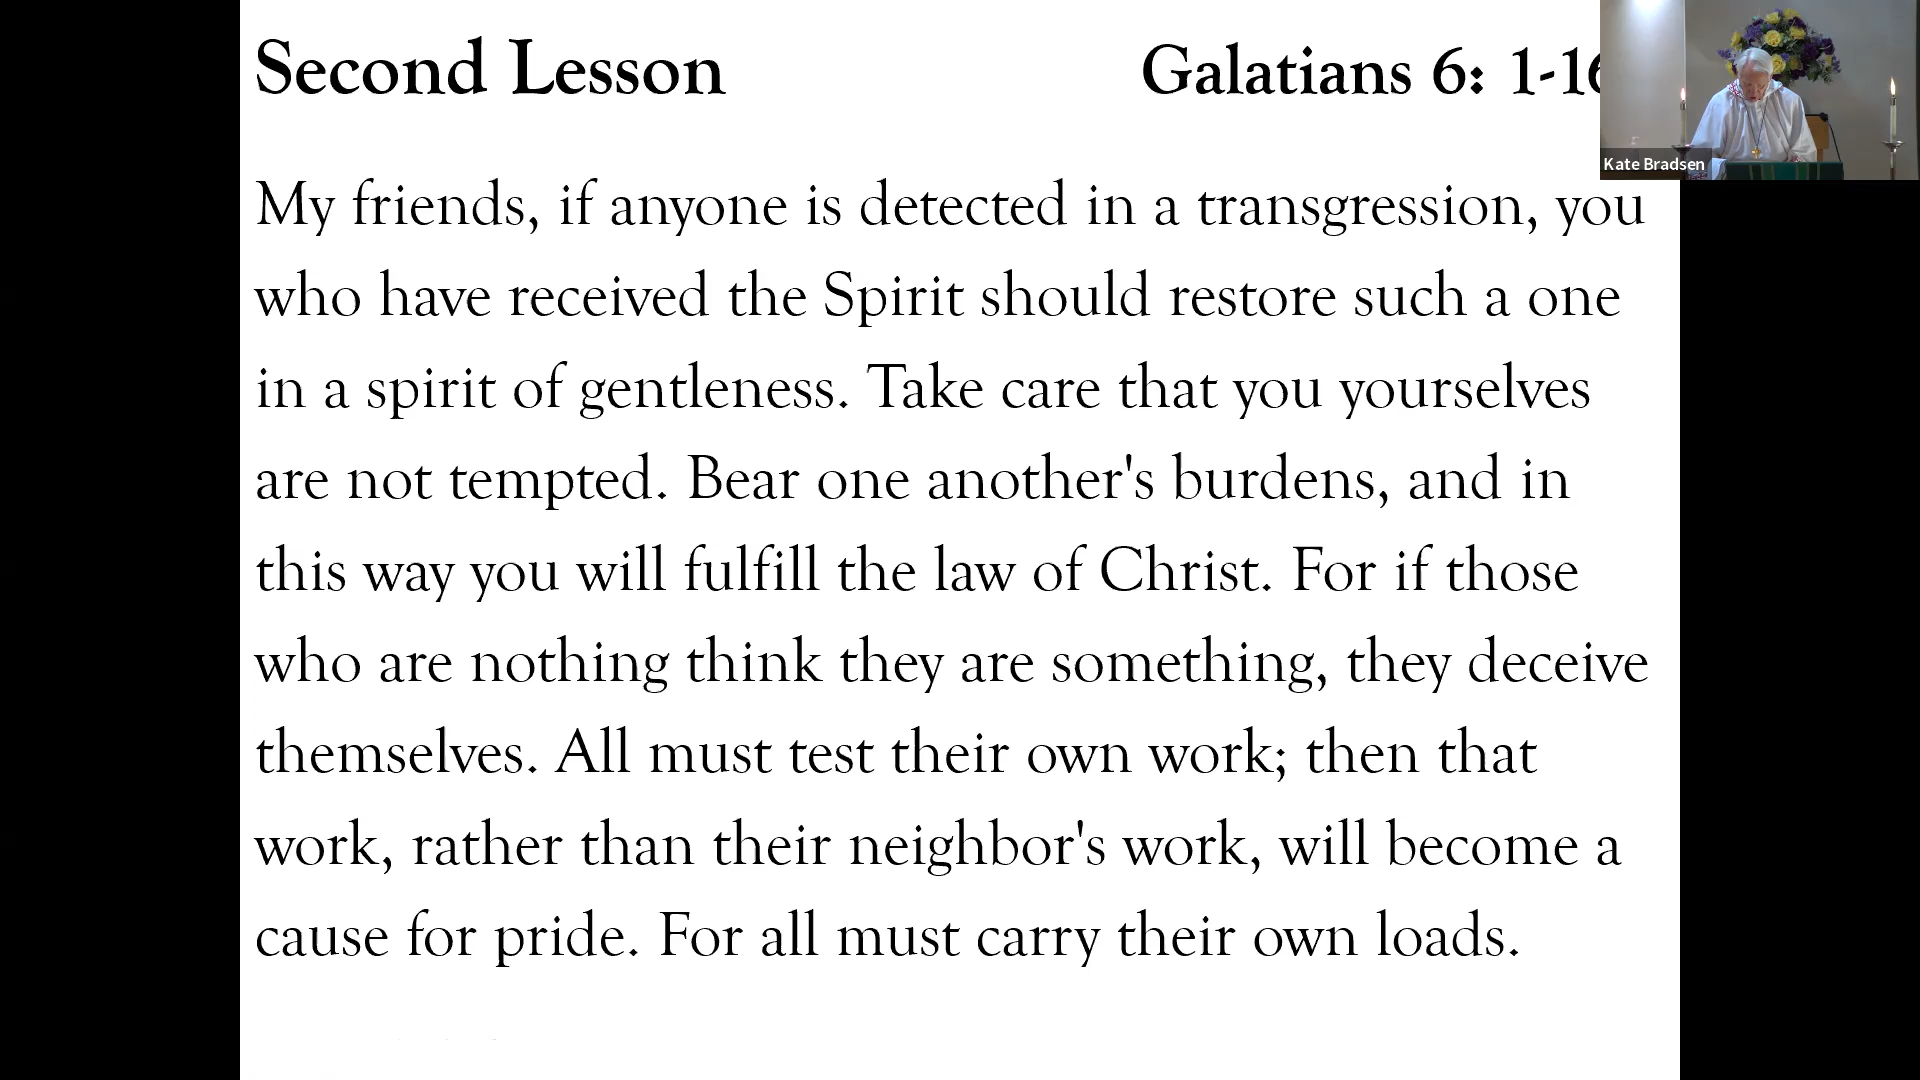 Second Lesson
Galatians 6: 1-16
Kate Bradsen
My friends, if anyone is detected in a transgression, you
who have received the Spirit should restore such a one
in a spirit of gentleness. Take care that you yourselves
are not tempted. Bear one another's burdens, and in
this way you will fulfill the law of Christ. For if those
who are nothing think they are something, they deceive
themselves. All must test their own work; then that
work, rather than their neighbor's work, will become a
cause for pride. For all must carry their own loads.